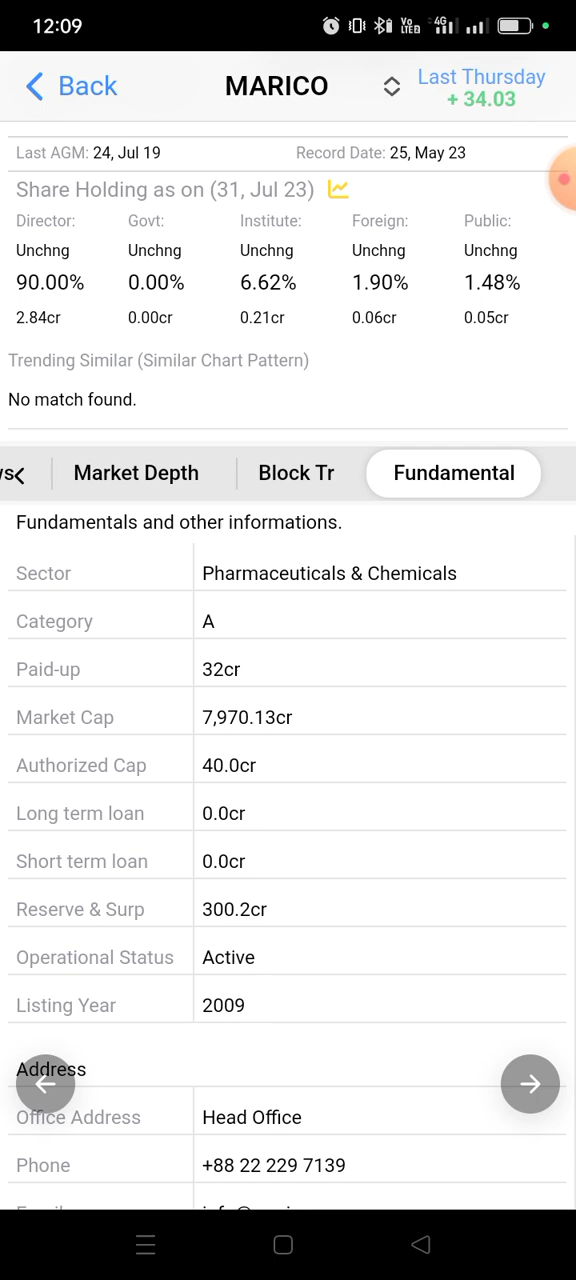 12:09
Vo LTE2 4G
Back MARICO Last Thursday
+ 34.03
Last AGM: 24, Jul 19 Record Date: 25, May 23
Share Holding as on (31, Jul 23)
Director: Govt: Institute: Foreign: Public:
Unchng Unchng Unchng Unchng Unchng
90.00% 0.00% 6.62% 1.90% 1.48%
2.84cr 0.00cr 0.21cr 0.06cr 0.05cr
Trending Similar (Similar Chart Pattern)
No match found.
Market Depth Block Tr Fundamental
Fundamentals and other informations.
Sector Pharmaceuticals & Chemicals
Category A
Paid-up 32cr
Market Cap 7,970.13cr
Authorized Cap 40.0cr
Long term loan 0.0cr
Short term loan 0.0cr
Reserve & Surp 300.2cr
Operational Status Active
Listing Year 2009
Address
Office Address Head Office
Phone +88 22 229 7139